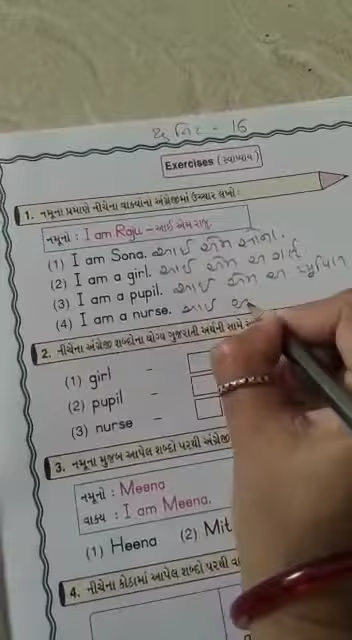 યુનિટ - 16
Exercises (સ્વાધ્યાય)
1. નમૂના પ્રમાણે નીચેના વાક્યોનો અંગ્રેજીમાં ઉચ્ચાર લખો :
નમૂનો : I am Raju – આઇ એમ રાજુ.
(1) I am Sona. આઈ એમ સોના.
(2) I am a girl. આઈ એમ અ ગર્લ
(3) I am a pupil. આઈ એમ અ પ્યુપિલ
(4) I am a nurse. આઈ
2. નીચેના અંગ્રેજી શબ્દોના યોગ્ય ગુજરાતી અર્થની સામે
(1) girl –
(2) pupil –
(3) nurse –
3. નમૂના મુજબ આપેલ શબ્દો પરથી અંગ્રેજી
નમૂનો : Meena
વાક્ય : I am Meena.
(1) Heena (2) Mit
4. નીચેના કોઠામાં આપેલ શબ્દો પરથી